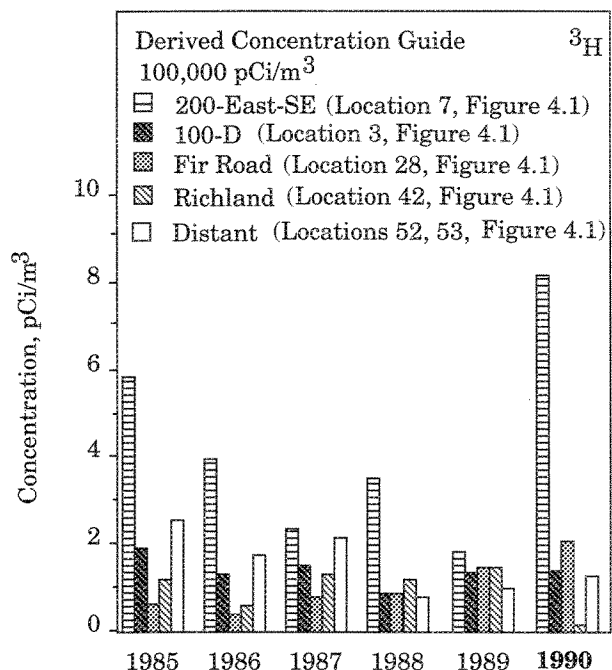 Derived Concentration Guide ³H
100,000 pCi/m³
200-East-SE (Location 7, Figure 4.1)
100-D (Location 3, Figure 4.1)
Fir Road (Location 28, Figure 4.1)
Richland (Location 42, Figure 4.1)
Distant (Locations 52, 53, Figure 4.1)
Concentration, pCi/m³
10
8
6
4
2
0
1985 1986 1987 1988 1989 1990